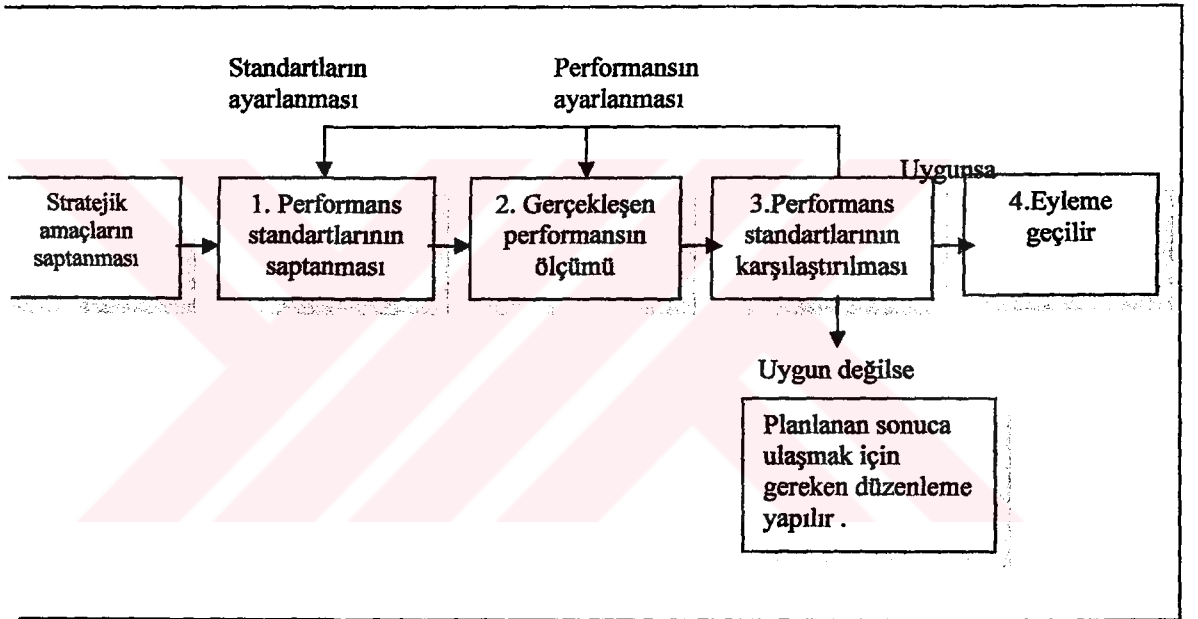 Standartların
ayarlanması
Performansın
ayarlanması
Stratejik
amaçların
saptanması
1. Performans
standartlarının
saptanması
2. Gerçekleşen
performansın
ölçümü
3.Performans
standartlarının
karşılaştırılması
Uygunsa
4.Eyleme
geçilir
Uygun değilse
Planlanan sonuca
ulaşmak için
gereken düzenleme
yapılır .